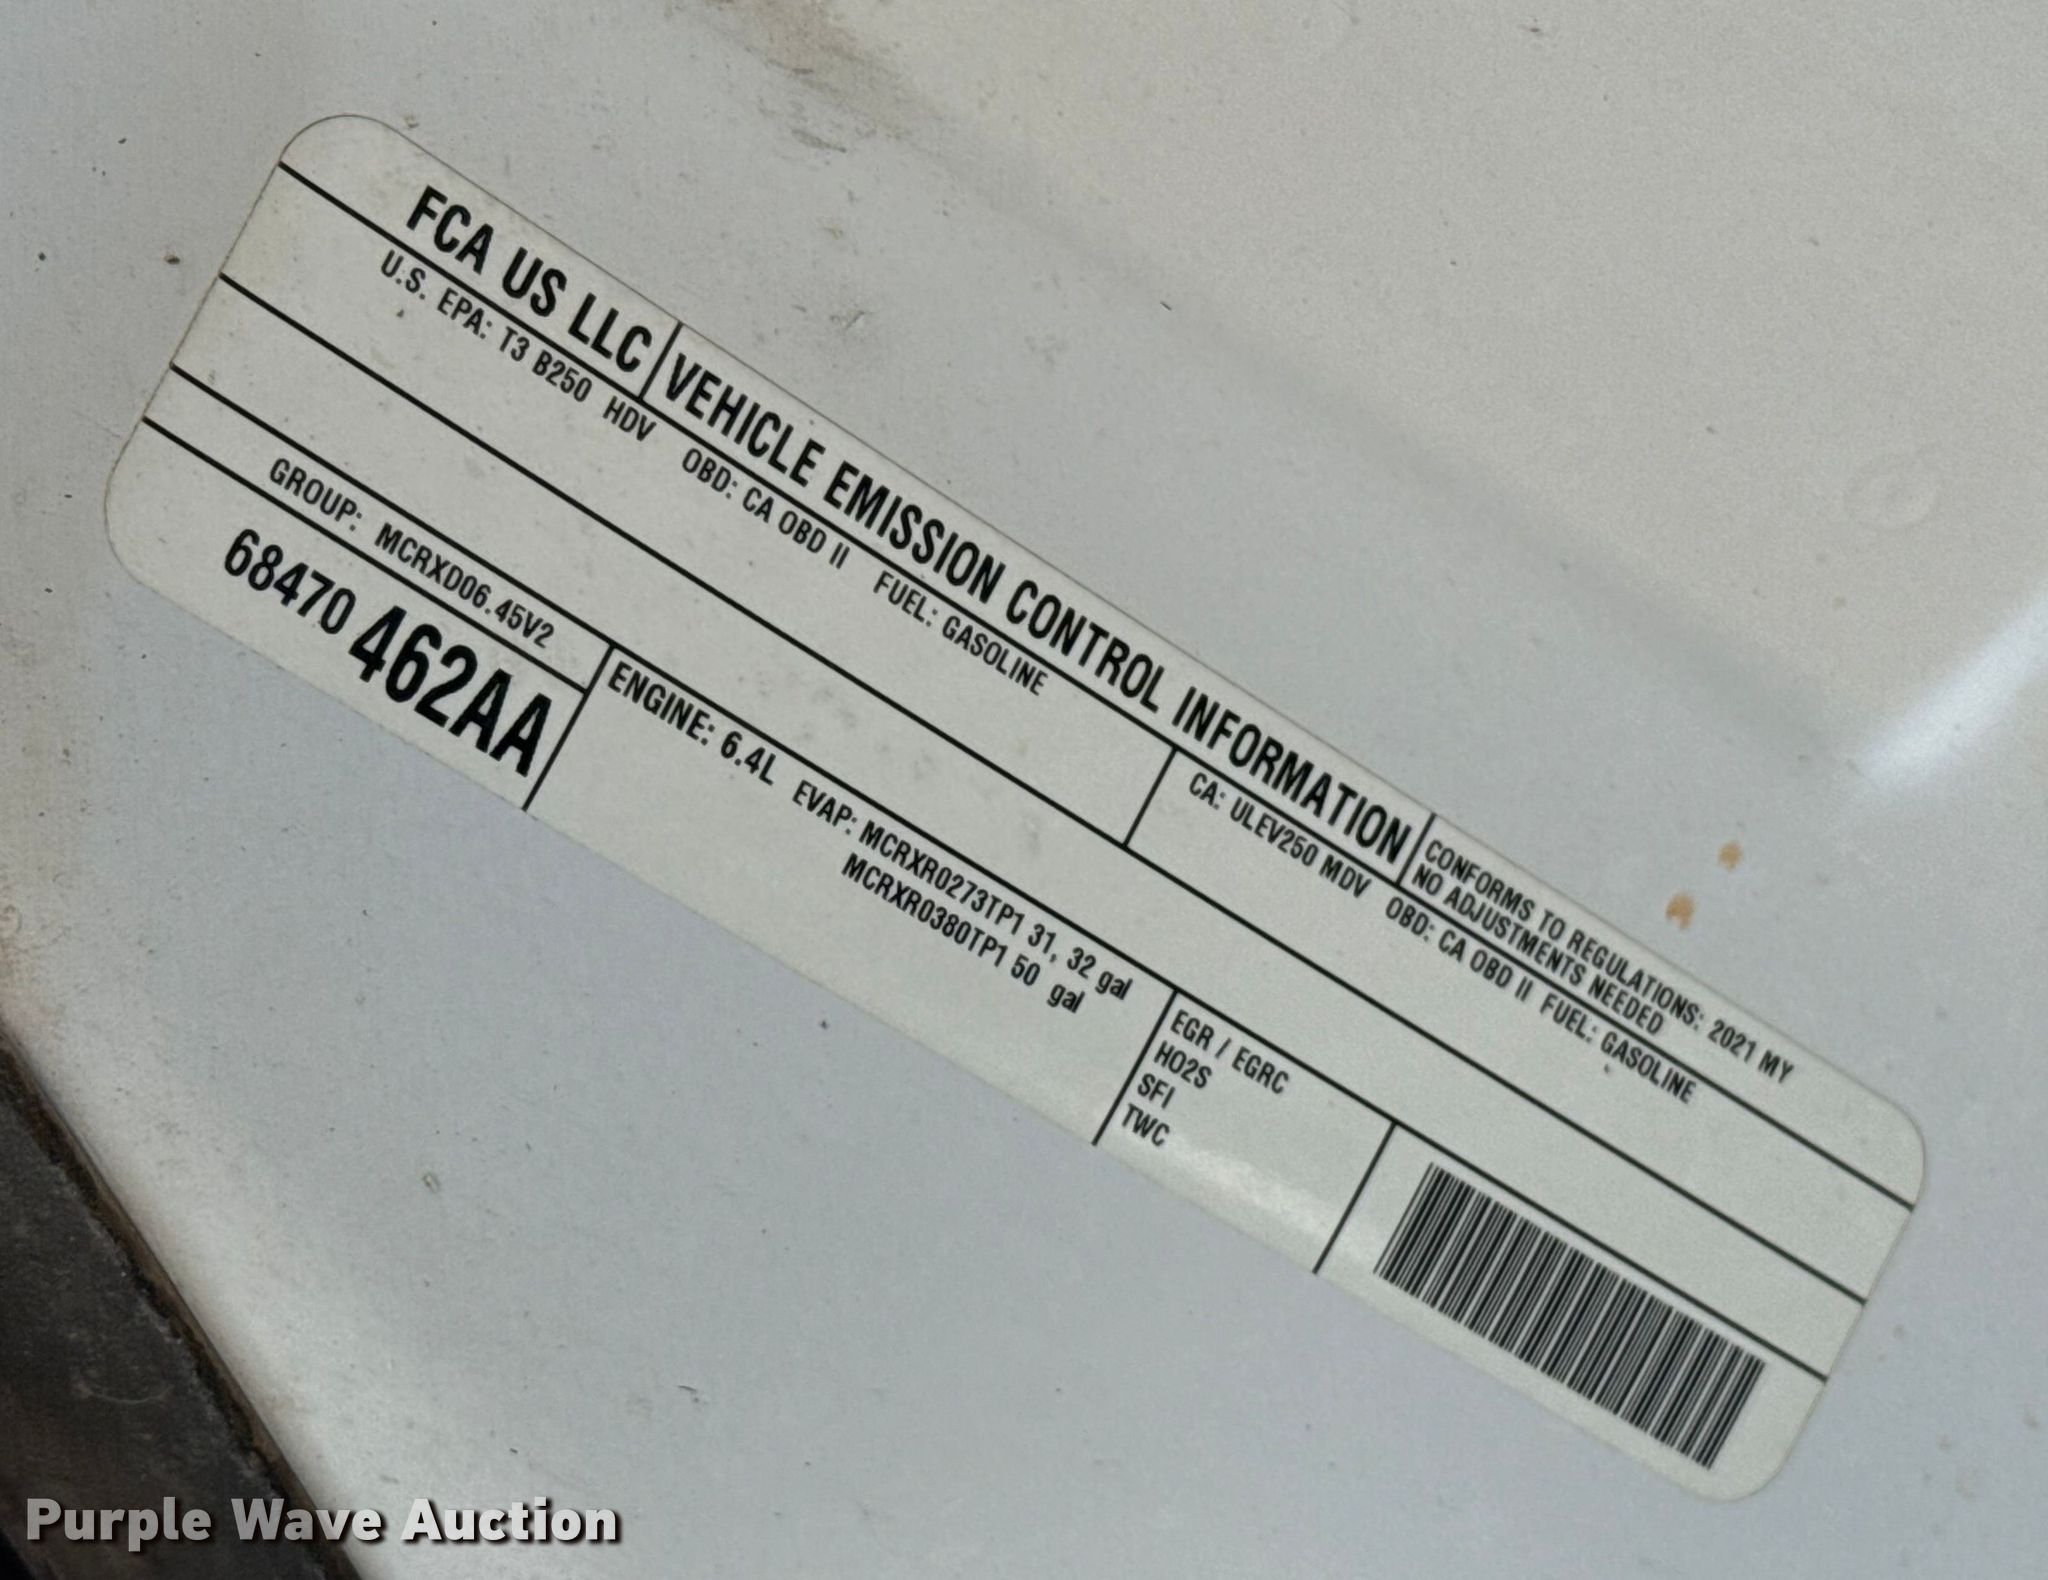 FCA US LLC
VEHICLE EMISSION CONTROL INFORMATION
CONFORMS TO REGULATIONS: 2021 MY
NO ADJUSTMENTS NEEDED
U.S. EPA: T3 B250 HDV OBD: CA OBD II FUEL: GASOLINE
CA: ULEV250 MDV OBD: CA OBD II FUEL: GASOLINE
GROUP: MCRXD06.45V2
68470 462AA
ENGINE: 6.4L EVAP: MCRXR0273TP1 31, 32 gal
MCRXR0380TP1 50 gal
EGR / EGRC
HO2S
SFI
TWC
Purple Wave Auction